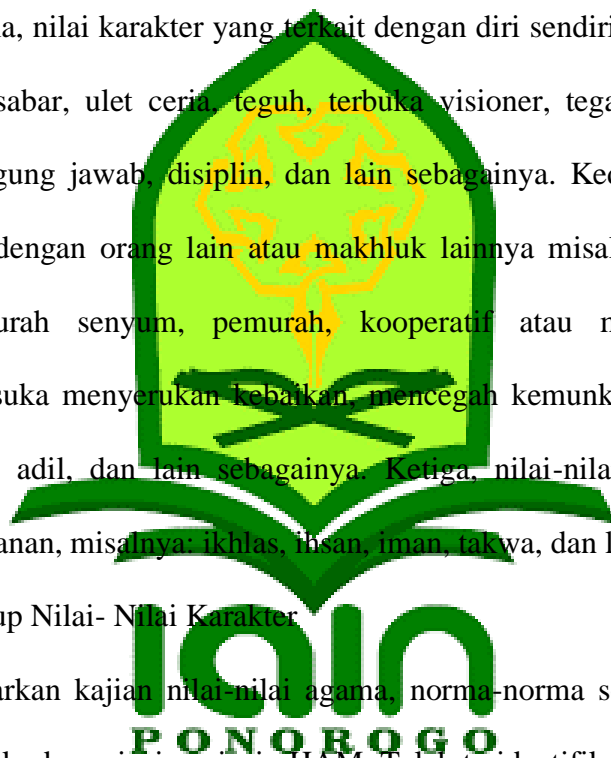 a, nilai karakter yang terkait dengan diri sendiri
sabar, ulet ceria, teguh, terbuka visioner, tega
gung jawab, disiplin, dan lain sebagainya. Ked
dengan orang lain atau makhluk lainnya misal
urah senyum, pemurah, kooperatif atau m
suka menyerukan kebaikan, mencegah kemunk
adil, dan lain sebagainya. Ketiga, nilai-nila
anan, misalnya: ikhlas, ihsan, iman, takwa, dan l
up Nilai- Nilai Karakter
iain
arkan kajian nilai-nilai agama, norma-norma s
PONOROGO
HAM